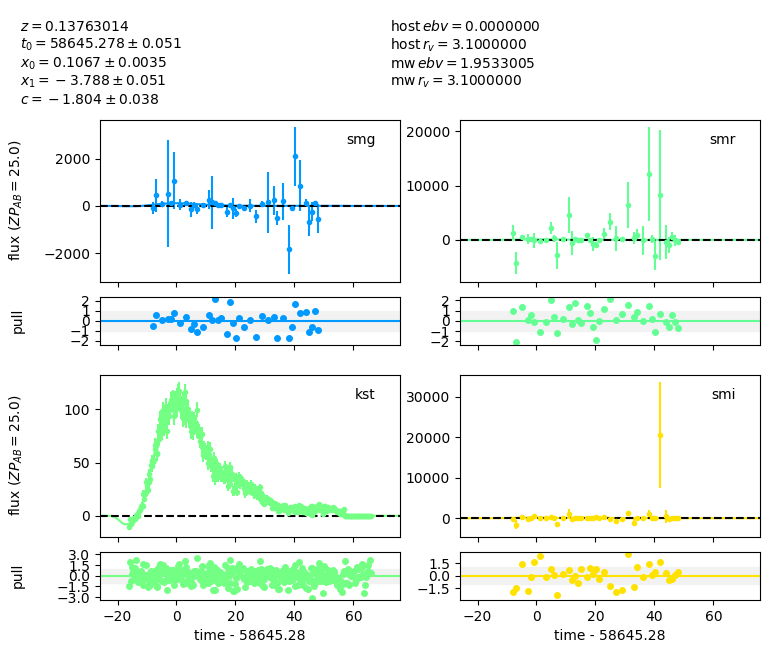 z = 0.13763014
t₀ = 58645.278 ± 0.051
x₀ = 0.1067 ± 0.0035
x₁ = −3.788 ± 0.051
c = −1.804 ± 0.038
host ebv = 0.0000000
host r_v = 3.1000000
mw ebv = 1.9533005
mw r_v = 3.1000000
smg
2000
0
−2000
flux (ZP_AB = 25.0)
smr
20000
10000
0
2
1
0
−1
−2
pull
2
1
0
−1
−2
kst
100
50
0
flux (ZP_AB = 25.0)
smi
30000
20000
10000
0
3.0
1.5
0.0
−1.5
−3.0
pull
−20 0 20 40 60
time - 58645.28
1.5
0.0
−1.5
−20 0 20 40 60
time - 58645.28